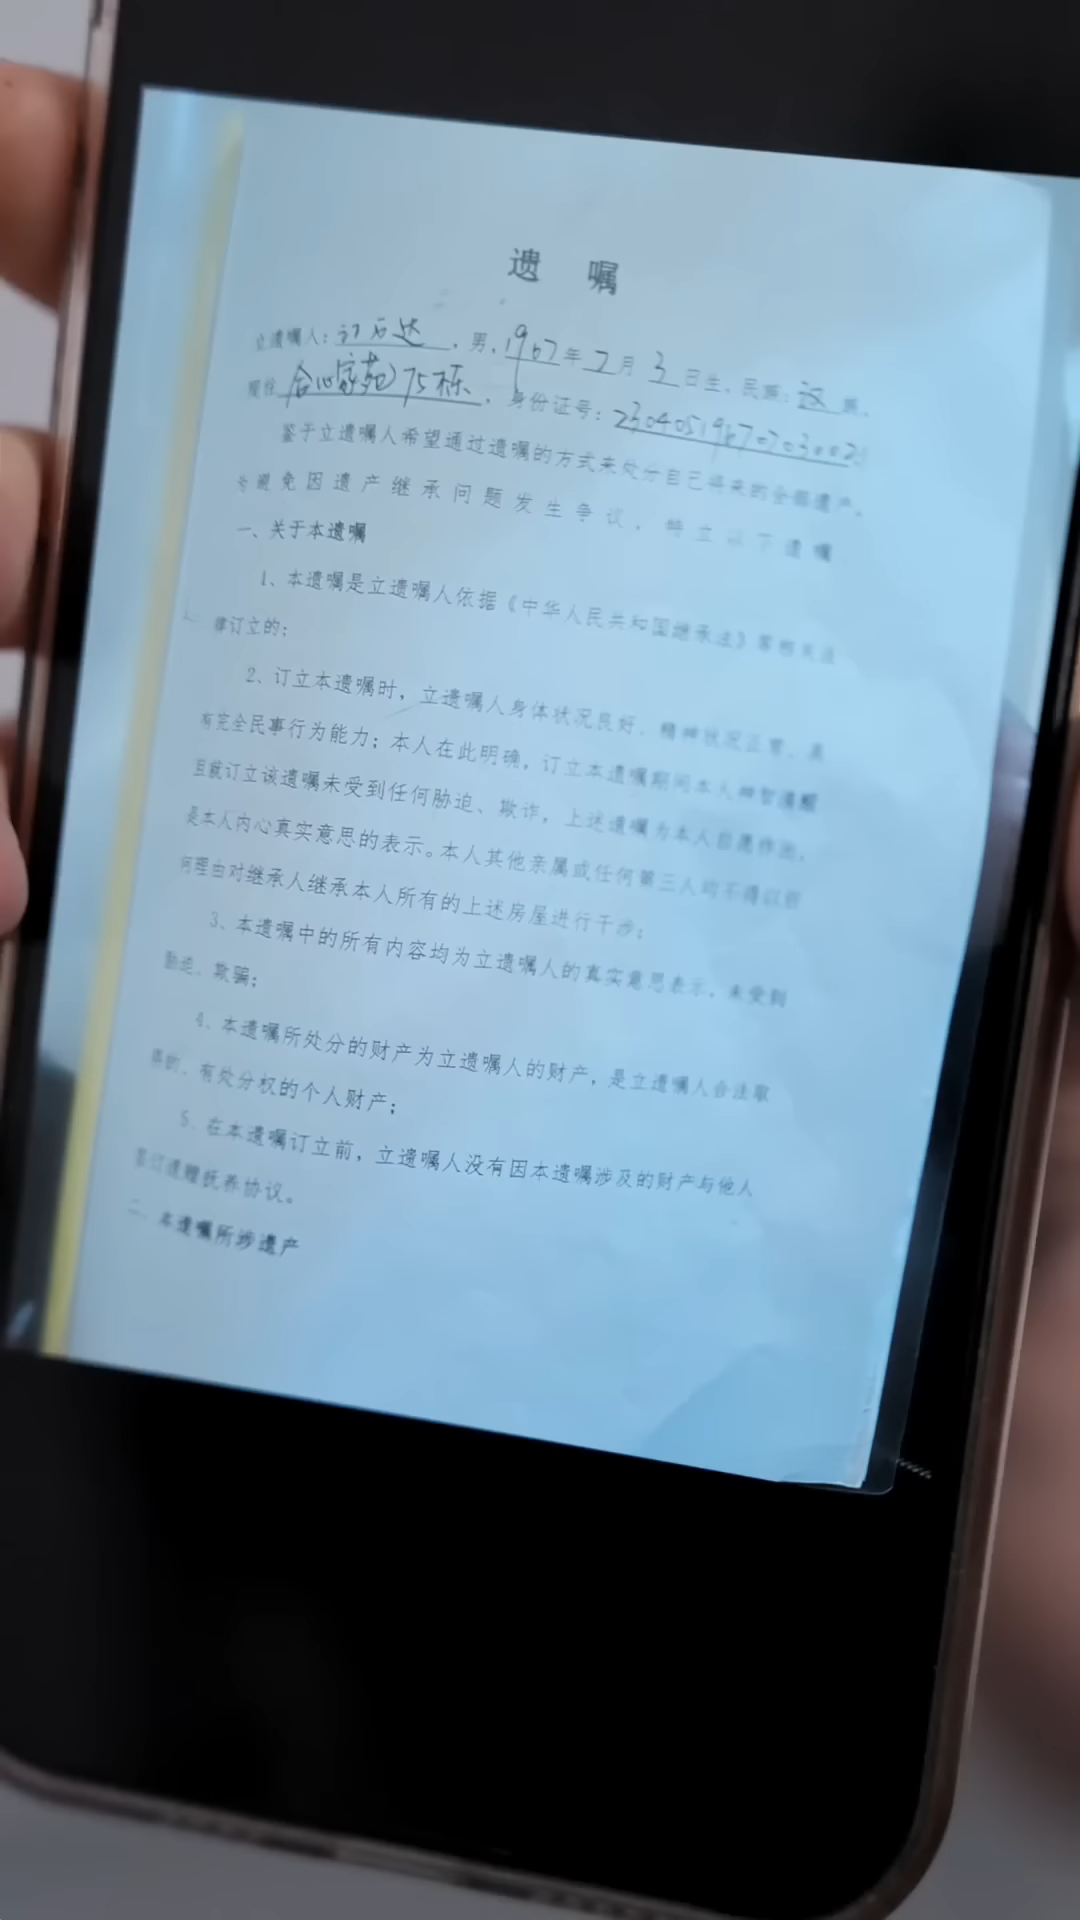 遗 嘱
立遗嘱人：订万达，男，1967年7月3日生，民族：汉族，
现住合心家苑75栋，身份证号：23040519670703002
鉴于立遗嘱人希望通过遗嘱的方式来处分自己将来的全部遗产。
为避免因遗产继承问题发生争议，特立以下遗嘱
一、关于本遗嘱
1、本遗嘱是立遗嘱人依据《中华人民共和国继承法》等相关法
律订立的；
2、订立本遗嘱时，立遗嘱人身体状况良好、精神状况正常、具
有完全民事行为能力；本人在此明确，订立本遗嘱期间本人神智清醒
且就订立该遗嘱未受到任何胁迫、欺诈，上述遗嘱为本人自愿作出，
是本人内心真实意思的表示。本人其他亲属或任何第三人均不得以任
何理由对继承人继承本人所有的上述房屋进行干涉；
3、本遗嘱中的所有内容均为立遗嘱人的真实意思表示，未受到
胁迫、欺骗；
4、本遗嘱所处分的财产为立遗嘱人的财产，是立遗嘱人合法取
得的、有处分权的个人财产；
5、在本遗嘱订立前，立遗嘱人没有因本遗嘱涉及的财产与他人
签订遗赠抚养协议。
二、本遗嘱所涉遗产